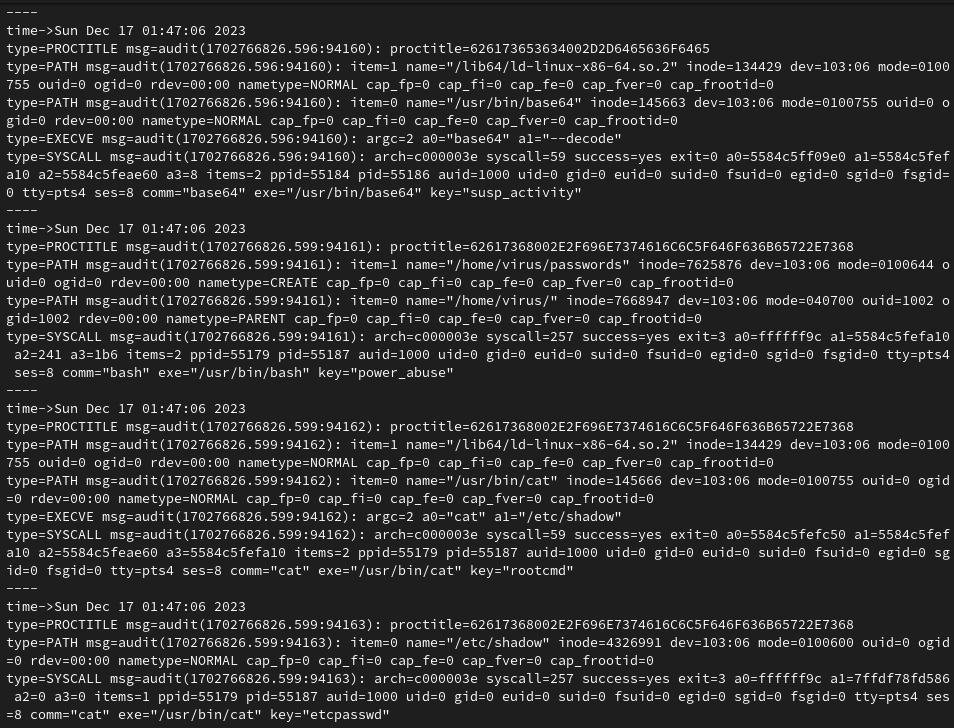 ----
time->Sun Dec 17 01:47:06 2023
type=PROCTITLE msg=audit(1702766826.596:94160): proctitle=626173653634002D2D6465636F6465
type=PATH msg=audit(1702766826.596:94160): item=1 name="/lib64/ld-linux-x86-64.so.2" inode=134429 dev=103:06 mode=0100
755 ouid=0 ogid=0 rdev=00:00 nametype=NORMAL cap_fp=0 cap_fi=0 cap_fe=0 cap_fver=0 cap_frootid=0
type=PATH msg=audit(1702766826.596:94160): item=0 name="/usr/bin/base64" inode=145663 dev=103:06 mode=0100755 ouid=0 o
gid=0 rdev=00:00 nametype=NORMAL cap_fp=0 cap_fi=0 cap_fe=0 cap_fver=0 cap_frootid=0
type=EXECVE msg=audit(1702766826.596:94160): argc=2 a0="base64" a1="--decode"
type=SYSCALL msg=audit(1702766826.596:94160): arch=c000003e syscall=59 success=yes exit=0 a0=5584c5ff09e0 a1=5584c5fef
a10 a2=5584c5feae60 a3=8 items=2 ppid=55184 pid=55186 auid=1000 uid=0 gid=0 euid=0 suid=0 fsuid=0 egid=0 sgid=0 fsgid=
0 tty=pts4 ses=8 comm="base64" exe="/usr/bin/base64" key="susp_activity"
----
time->Sun Dec 17 01:47:06 2023
type=PROCTITLE msg=audit(1702766826.599:94161): proctitle=62617368002E2F696E7374616C6C5F646F636B65722E7368
type=PATH msg=audit(1702766826.599:94161): item=1 name="/home/virus/passwords" inode=7625876 dev=103:06 mode=0100644 o
uid=0 ogid=0 rdev=00:00 nametype=CREATE cap_fp=0 cap_fi=0 cap_fe=0 cap_fver=0 cap_frootid=0
type=PATH msg=audit(1702766826.599:94161): item=0 name="/home/virus/" inode=7668947 dev=103:06 mode=040700 ouid=1002 o
gid=1002 rdev=00:00 nametype=PARENT cap_fp=0 cap_fi=0 cap_fe=0 cap_fver=0 cap_frootid=0
type=SYSCALL msg=audit(1702766826.599:94161): arch=c000003e syscall=257 success=yes exit=3 a0=ffffff9c a1=5584c5fefa10
 a2=241 a3=1b6 items=2 ppid=55179 pid=55187 auid=1000 uid=0 gid=0 euid=0 suid=0 fsuid=0 egid=0 sgid=0 fsgid=0 tty=pts4
 ses=8 comm="bash" exe="/usr/bin/bash" key="power_abuse"
----
time->Sun Dec 17 01:47:06 2023
type=PROCTITLE msg=audit(1702766826.599:94162): proctitle=62617368002E2F696E7374616C6C5F646F636B65722E7368
type=PATH msg=audit(1702766826.599:94162): item=1 name="/lib64/ld-linux-x86-64.so.2" inode=134429 dev=103:06 mode=0100
755 ouid=0 ogid=0 rdev=00:00 nametype=NORMAL cap_fp=0 cap_fi=0 cap_fe=0 cap_fver=0 cap_frootid=0
type=PATH msg=audit(1702766826.599:94162): item=0 name="/usr/bin/cat" inode=145666 dev=103:06 mode=0100755 ouid=0 ogid
=0 rdev=00:00 nametype=NORMAL cap_fp=0 cap_fi=0 cap_fe=0 cap_fver=0 cap_frootid=0
type=EXECVE msg=audit(1702766826.599:94162): argc=2 a0="cat" a1="/etc/shadow"
type=SYSCALL msg=audit(1702766826.599:94162): arch=c000003e syscall=59 success=yes exit=0 a0=5584c5fefc50 a1=5584c5fef
a10 a2=5584c5feae60 a3=5584c5fefa10 items=2 ppid=55179 pid=55187 auid=1000 uid=0 gid=0 euid=0 suid=0 fsuid=0 egid=0 sg
id=0 fsgid=0 tty=pts4 ses=8 comm="cat" exe="/usr/bin/cat" key="rootcmd"
----
time->Sun Dec 17 01:47:06 2023
type=PROCTITLE msg=audit(1702766826.599:94163): proctitle=62617368002E2F696E7374616C6C5F646F636B65722E7368
type=PATH msg=audit(1702766826.599:94163): item=0 name="/etc/shadow" inode=4326991 dev=103:06 mode=0100600 ouid=0 ogid
=0 rdev=00:00 nametype=NORMAL cap_fp=0 cap_fi=0 cap_fe=0 cap_fver=0 cap_frootid=0
type=SYSCALL msg=audit(1702766826.599:94163): arch=c000003e syscall=257 success=yes exit=3 a0=ffffff9c a1=7ffdf78fd586
 a2=0 a3=0 items=1 ppid=55179 pid=55187 auid=1000 uid=0 gid=0 euid=0 suid=0 fsuid=0 egid=0 sgid=0 fsgid=0 tty=pts4 ses
=8 comm="cat" exe="/usr/bin/cat" key="etcpasswd"